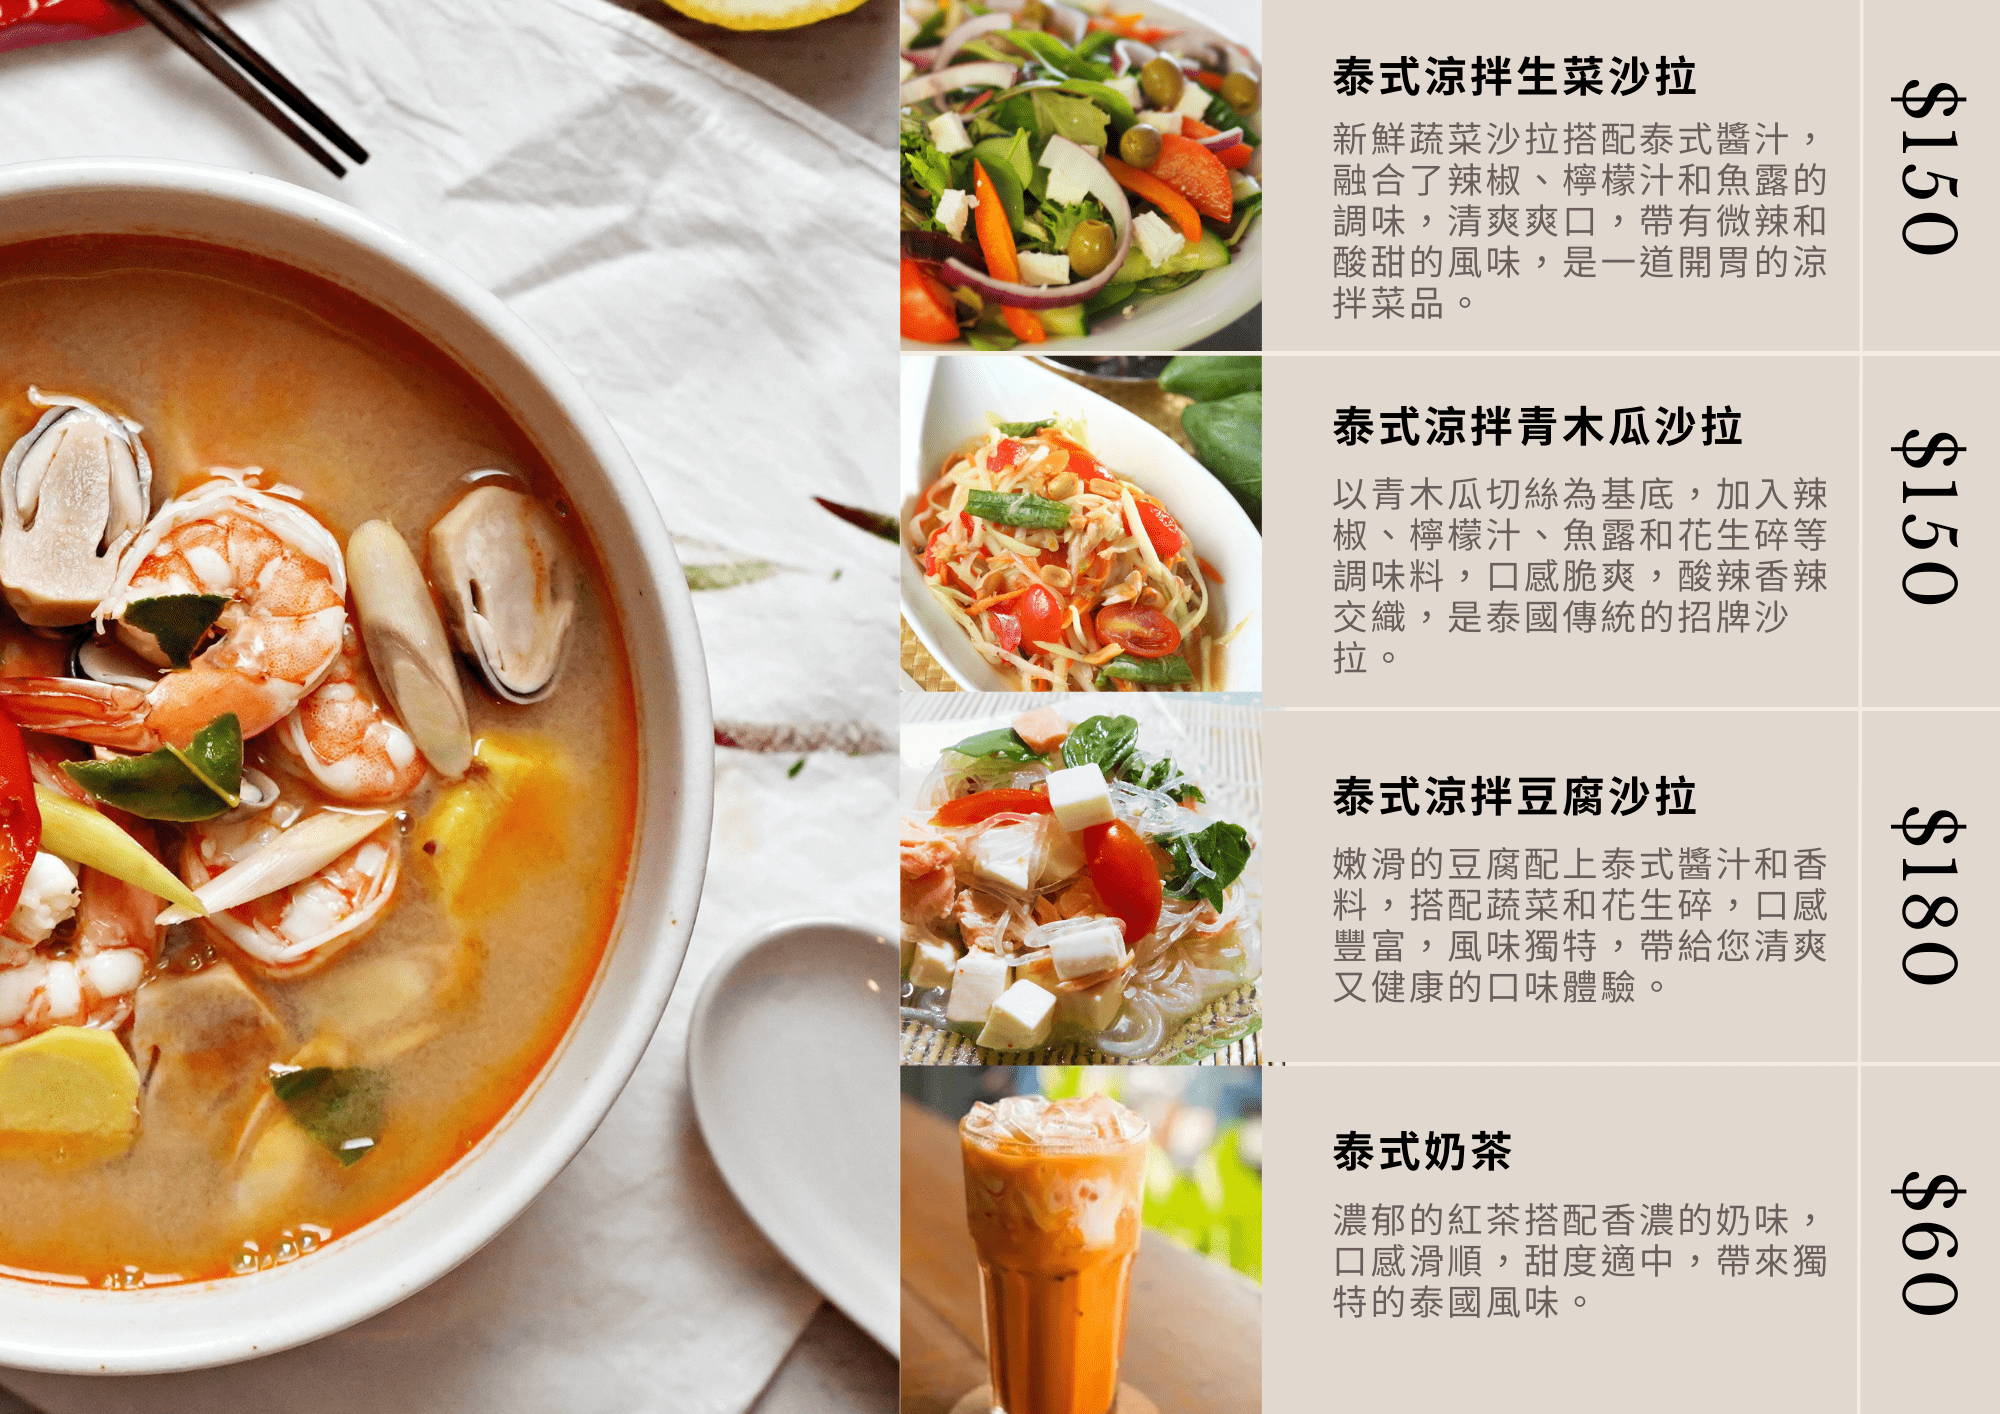 泰式涼拌生菜沙拉
新鮮蔬菜沙拉搭配泰式醬汁，
融合了辣椒、檸檬汁和魚露的
調味，清爽爽口，帶有微辣和
酸甜的風味，是一道開胃的涼
拌菜品。
$150
泰式涼拌青木瓜沙拉
以青木瓜切絲為基底，加入辣
椒、檸檬汁、魚露和花生碎等
調味料，口感脆爽，酸辣香辣
交織，是泰國傳統的招牌沙
拉。
$150
泰式涼拌豆腐沙拉
嫩滑的豆腐配上泰式醬汁和香
料，搭配蔬菜和花生碎，口感
豐富，風味獨特，帶給您清爽
又健康的口味體驗。
$180
泰式奶茶
濃郁的紅茶搭配香濃的奶味，
口感滑順，甜度適中，帶來獨
特的泰國風味。
$60